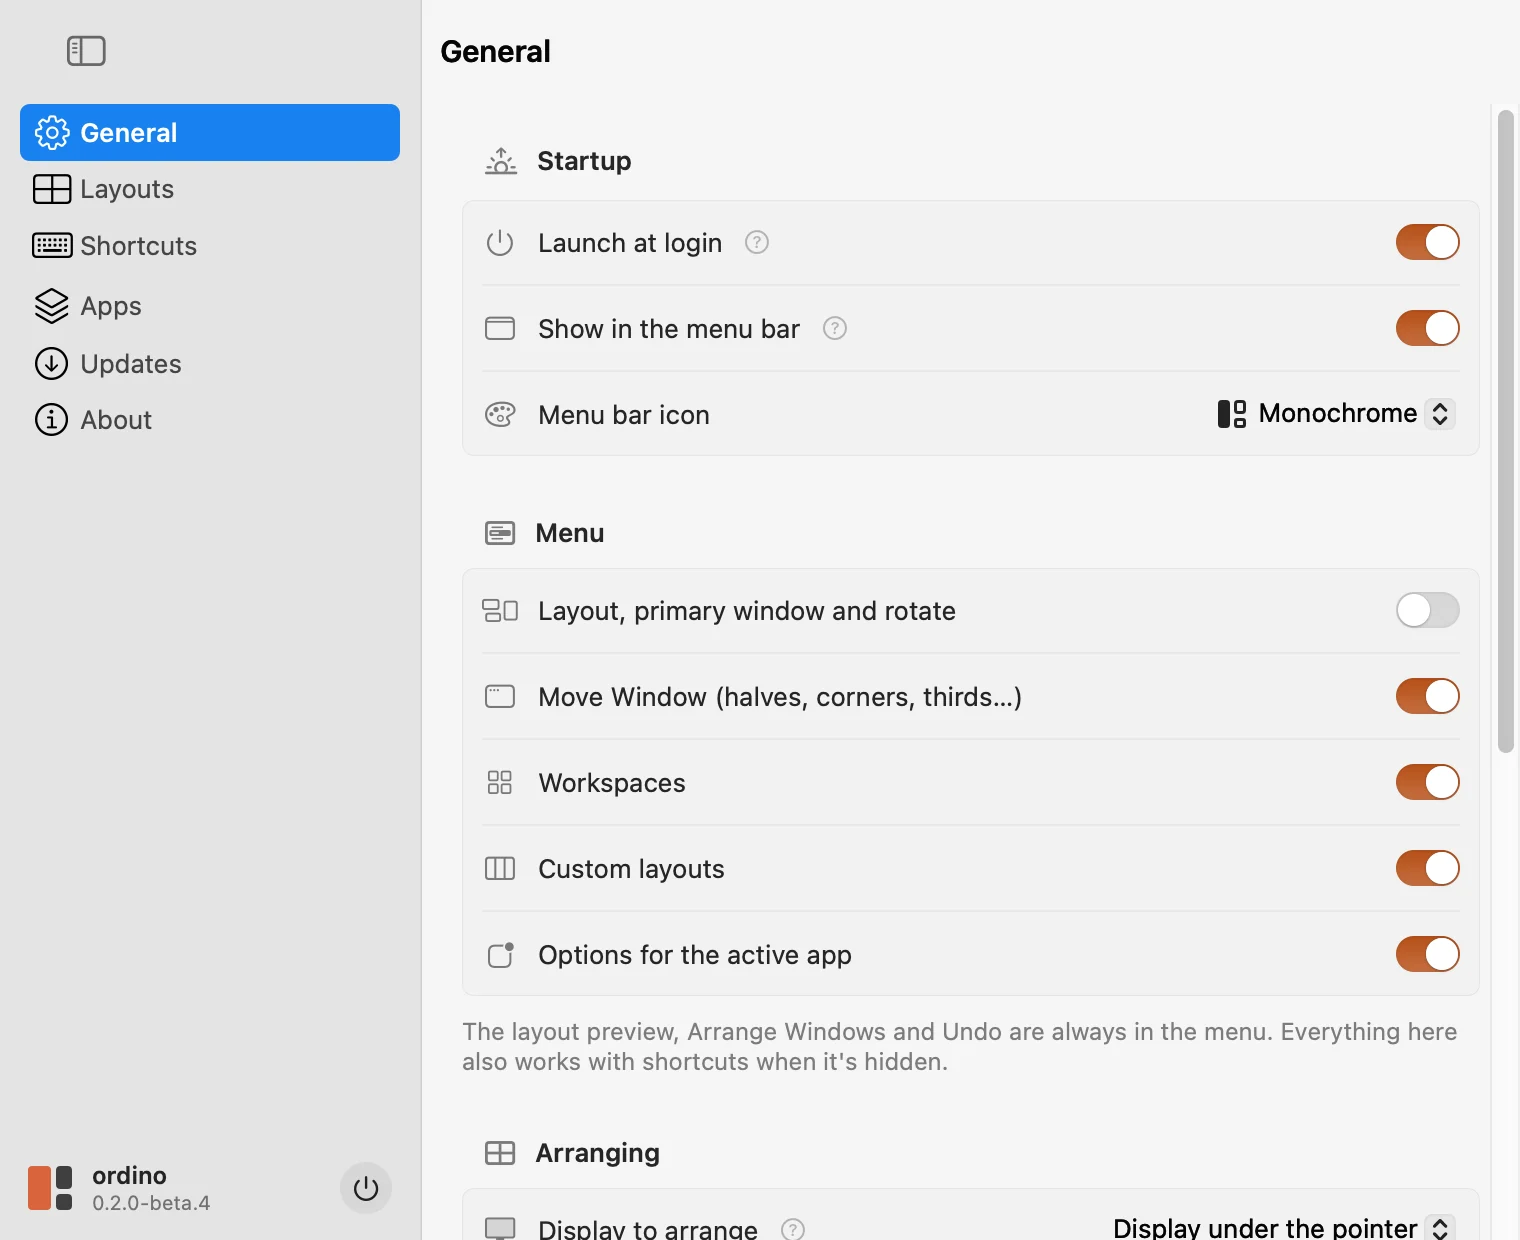 General
General
Layouts
Shortcuts
Apps
Updates
About
ordino
0.2.0-beta.4
Startup
Launch at login ?
Show in the menu bar ?
Menu bar icon Monochrome
Menu
Layout, primary window and rotate
Move Window (halves, corners, thirds...)
Workspaces
Custom layouts
Options for the active app
The layout preview, Arrange Windows and Undo are always in the menu. Everything here
also works with shortcuts when it's hidden.
Arranging
Display to arrange ? Display under the pointer